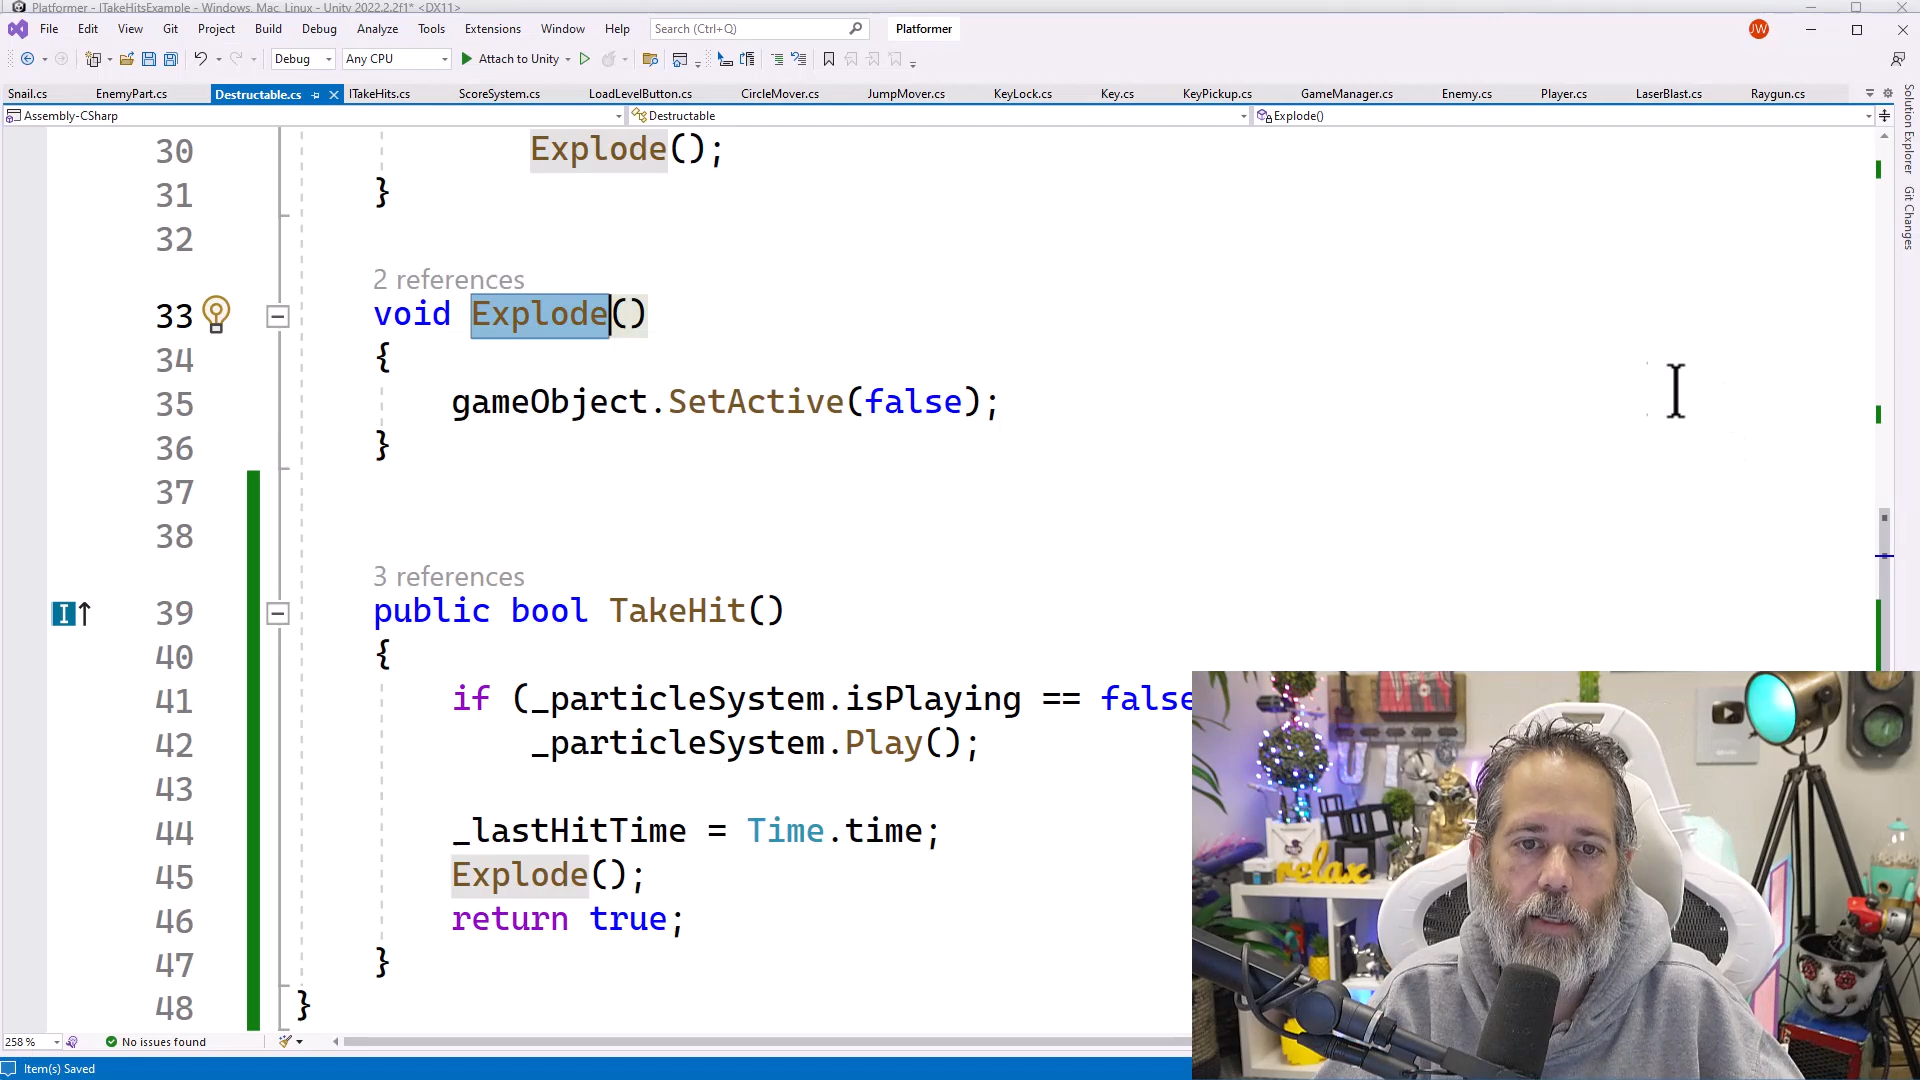 Platformer - ITakeHitsExample - Windows, Mac, Linux - Unity 2022.2.2f1* <DX11>
File Edit View Git Project Build Debug Test Analyze Tools Extensions Window Help Search (Ctrl+Q) Platformer JW
Debug Any CPU Attach to Unity
Snail.cs EnemyPart.cs Destructable.cs ITakeHits.cs ScoreSystem.cs LoadLevelButton.cs CircleMover.cs JumpMover.cs KeyLock.cs Key.cs KeyPickup.cs GameManager.cs Enemy.cs Player.cs LaserBlast.cs Raygun.cs
Assembly-CSharp Destructable Explode()
Solution Explorer
Git Changes
30 Explode();
31 }
32
2 references
33 void Explode()
34 {
35 gameObject.SetActive(false);
36 }
37
38
3 references
39 public bool TakeHit()
40 {
41 if (_particleSystem.isPlaying == false
42 _particleSystem.Play();
43
44 _lastHitTime = Time.time;
45 Explode();
46 return true;
47 }
48 }
relax
258 % No issues found
Item(s) Saved